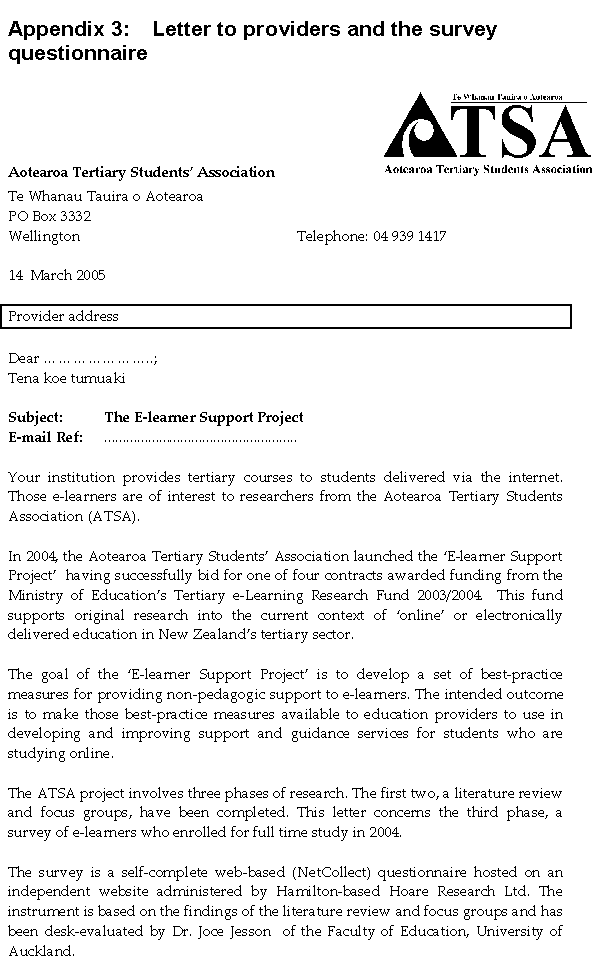 Appendix 3: Letter to providers and the survey
questionnaire
Te Whanau Tauira o Aotearoa
ATSA
Aotearoa Tertiary Students Association
Aotearoa Tertiary Students' Association
Te Whanau Tauira o Aotearoa
PO Box 3332
Wellington Telephone: 04 939 1417
14 March 2005
Provider address
Dear ………………….;
Tena koe tumuaki
Subject: The E-learner Support Project
E-mail Ref: ....................................................
Your institution provides tertiary courses to students delivered via the internet.
Those e-learners are of interest to researchers from the Aotearoa Tertiary Students
Association (ATSA).
In 2004, the Aotearoa Tertiary Students' Association launched the 'E-learner Support
Project' having successfully bid for one of four contracts awarded funding from the
Ministry of Education's Tertiary e-Learning Research Fund 2003/2004. This fund
supports original research into the current context of 'online' or electronically
delivered education in New Zealand's tertiary sector.
The goal of the 'E-learner Support Project' is to develop a set of best-practice
measures for providing non-pedagogic support to e-learners. The intended outcome
is to make those best-practice measures available to education providers to use in
developing and improving support and guidance services for students who are
studying online.
The ATSA project involves three phases of research. The first two, a literature review
and focus groups, have been completed. This letter concerns the third phase, a
survey of e-learners who enrolled for full time study in 2004.
The survey is a self-complete web-based (NetCollect) questionnaire hosted on an
independent website administered by Hamilton-based Hoare Research Ltd. The
instrument is based on the findings of the literature review and focus groups and has
been desk-evaluated by Dr. Joce Jesson of the Faculty of Education, University of
Auckland.